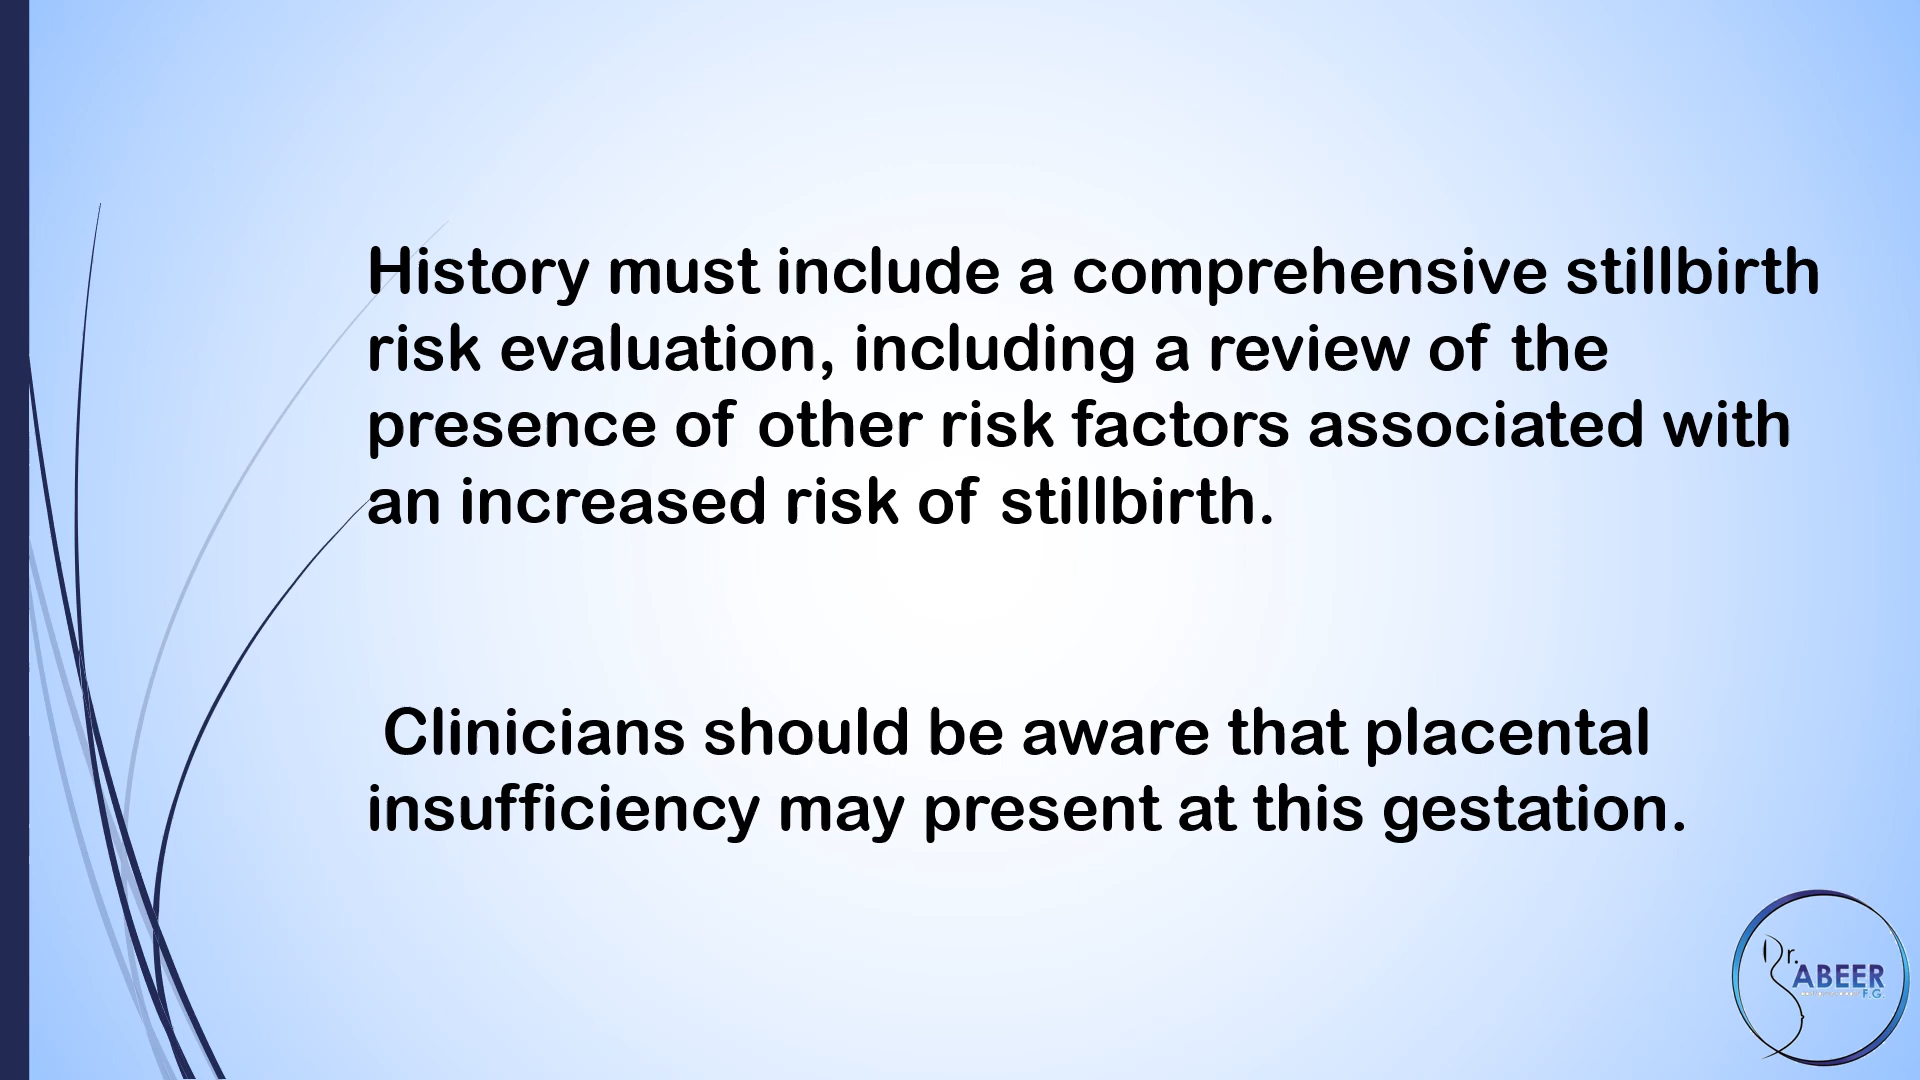 History must include a comprehensive stillbirth
risk evaluation, including a review of the
presence of other risk factors associated with
an increased risk of stillbirth.
Clinicians should be aware that placental
insufficiency may present at this gestation.
Dr.
ABEER
F.G.